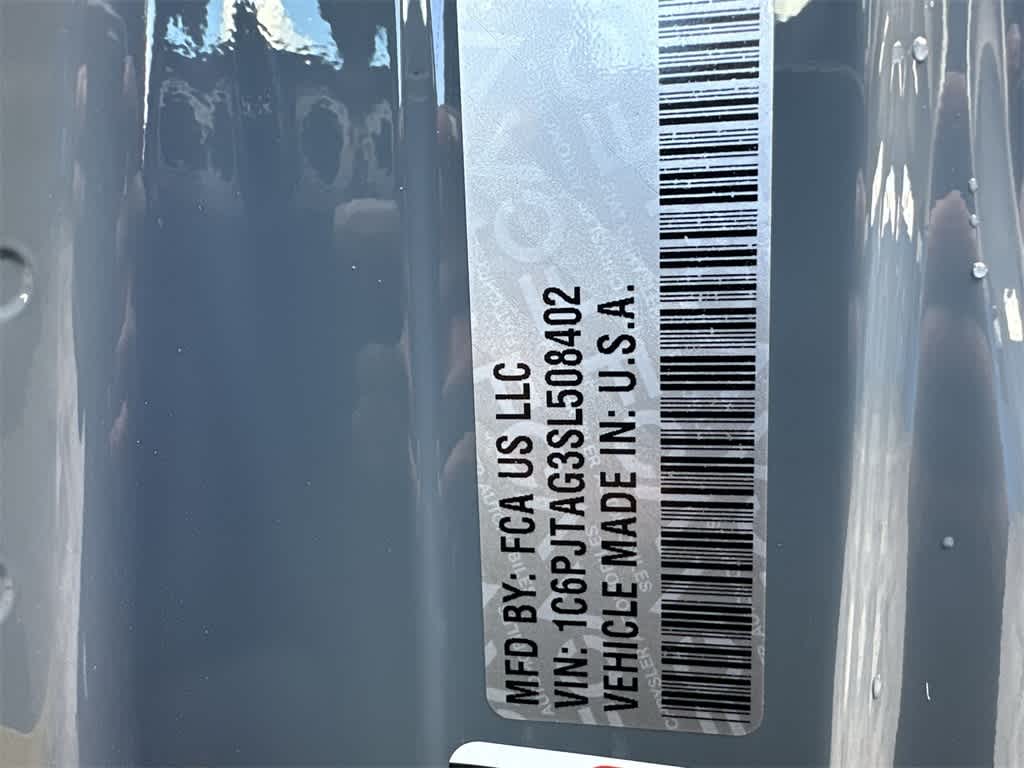 MFD BY: FCA US LLC
VIN: 1C6PJTAG3SL508402
VEHICLE MADE IN: U.S.A.